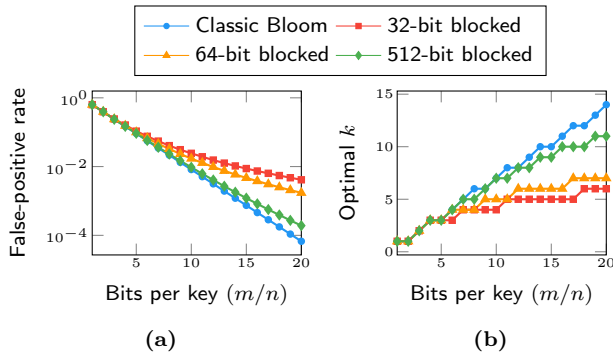 Classic Bloom 32-bit blocked
64-bit blocked 512-bit blocked
False-positive rate
10^0
10^−2
10^−4
5 10 15 20
Bits per key (m/n)
(a)
Optimal k
15
10
5
0
5 10 15 20
Bits per key (m/n)
(b)